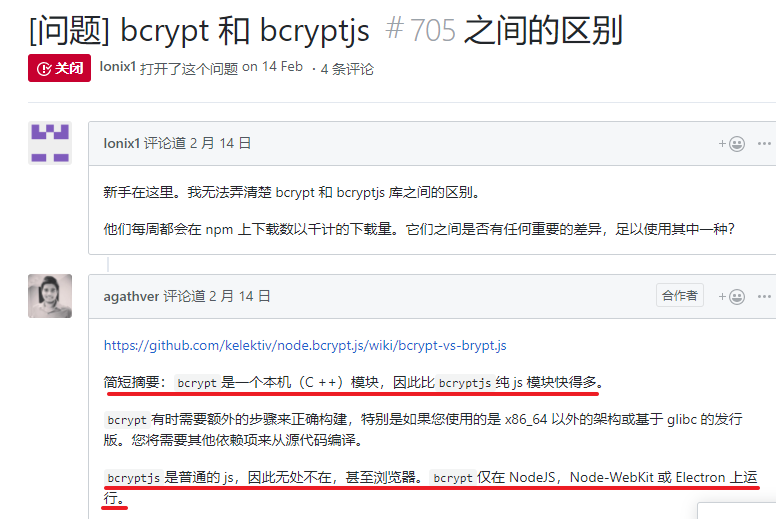 [问题] bcrypt 和 bcryptjs #705 之间的区别
关闭 lonix1 打开了这个问题 on 14 Feb · 4 条评论
lonix1 评论道 2 月 14 日
新手在这里。我无法弄清楚 bcrypt 和 bcryptjs 库之间的区别。
他们每周都会在 npm 上下载数以千计的下载量。它们之间是否有任何重要的差异，足以使用其中一种？
agathver 评论道 2 月 14 日 合作者
https://github.com/kelektiv/node.bcrypt.js/wiki/bcrypt-vs-brypt.js
简短摘要：bcrypt 是一个本机（C ++）模块，因此比 bcryptjs 纯 js 模块快得多。
bcrypt 有时需要额外的步骤来正确构建，特别是如果您使用的是 x86_64 以外的架构或基于 glibc 的发行
版。您将需要其他依赖项来从源代码编译。
bcryptjs 是普通的 js，因此无处不在，甚至浏览器。bcrypt 仅在 NodeJS，Node-WebKit 或 Electron 上运
行。